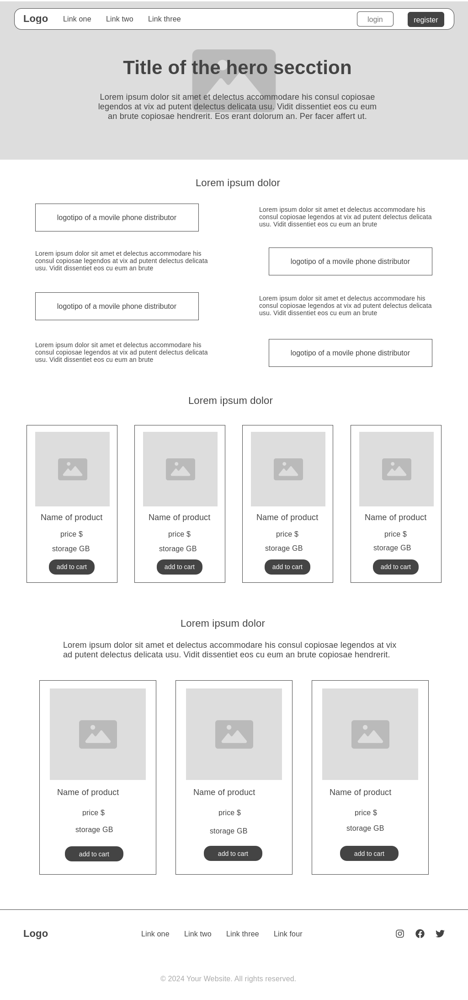 Logo
Link one
Link two
Link three
login
register
Title of the hero secction
Lorem ipsum dolor sit amet et delectus accommodare his consul copiosae
legendos at vix ad putent delectus delicata usu. Vidit dissentiet eos cu eum
an brute copiosae hendrerit. Eos erant dolorum an. Per facer affert ut.
Lorem ipsum dolor
logotipo of a movile phone distributor
Lorem ipsum dolor sit amet et delectus accommodare his
consul copiosae legendos at vix ad putent delectus delicata
usu. Vidit dissentiet eos cu eum an brute
Lorem ipsum dolor sit amet et delectus accommodare his
consul copiosae legendos at vix ad putent delectus delicata
usu. Vidit dissentiet eos cu eum an brute
logotipo of a movile phone distributor
logotipo of a movile phone distributor
Lorem ipsum dolor sit amet et delectus accommodare his
consul copiosae legendos at vix ad putent delectus delicata
usu. Vidit dissentiet eos cu eum an brute
Lorem ipsum dolor sit amet et delectus accommodare his
consul copiosae legendos at vix ad putent delectus delicata
usu. Vidit dissentiet eos cu eum an brute
logotipo of a movile phone distributor
Lorem ipsum dolor
Name of product
price $
storage GB
add to cart
Name of product
price $
storage GB
add to cart
Name of product
price $
storage GB
add to cart
Name of product
price $
storage GB
add to cart
Lorem ipsum dolor
Lorem ipsum dolor sit amet et delectus accommodare his consul copiosae legendos at vix
ad putent delectus delicata usu. Vidit dissentiet eos cu eum an brute copiosae hendrerit.
Name of product
price $
storage GB
add to cart
Name of product
price $
storage GB
add to cart
Name of product
price $
storage GB
add to cart
Logo
Link one
Link two
Link three
Link four
© 2024 Your Website. All rights reserved.